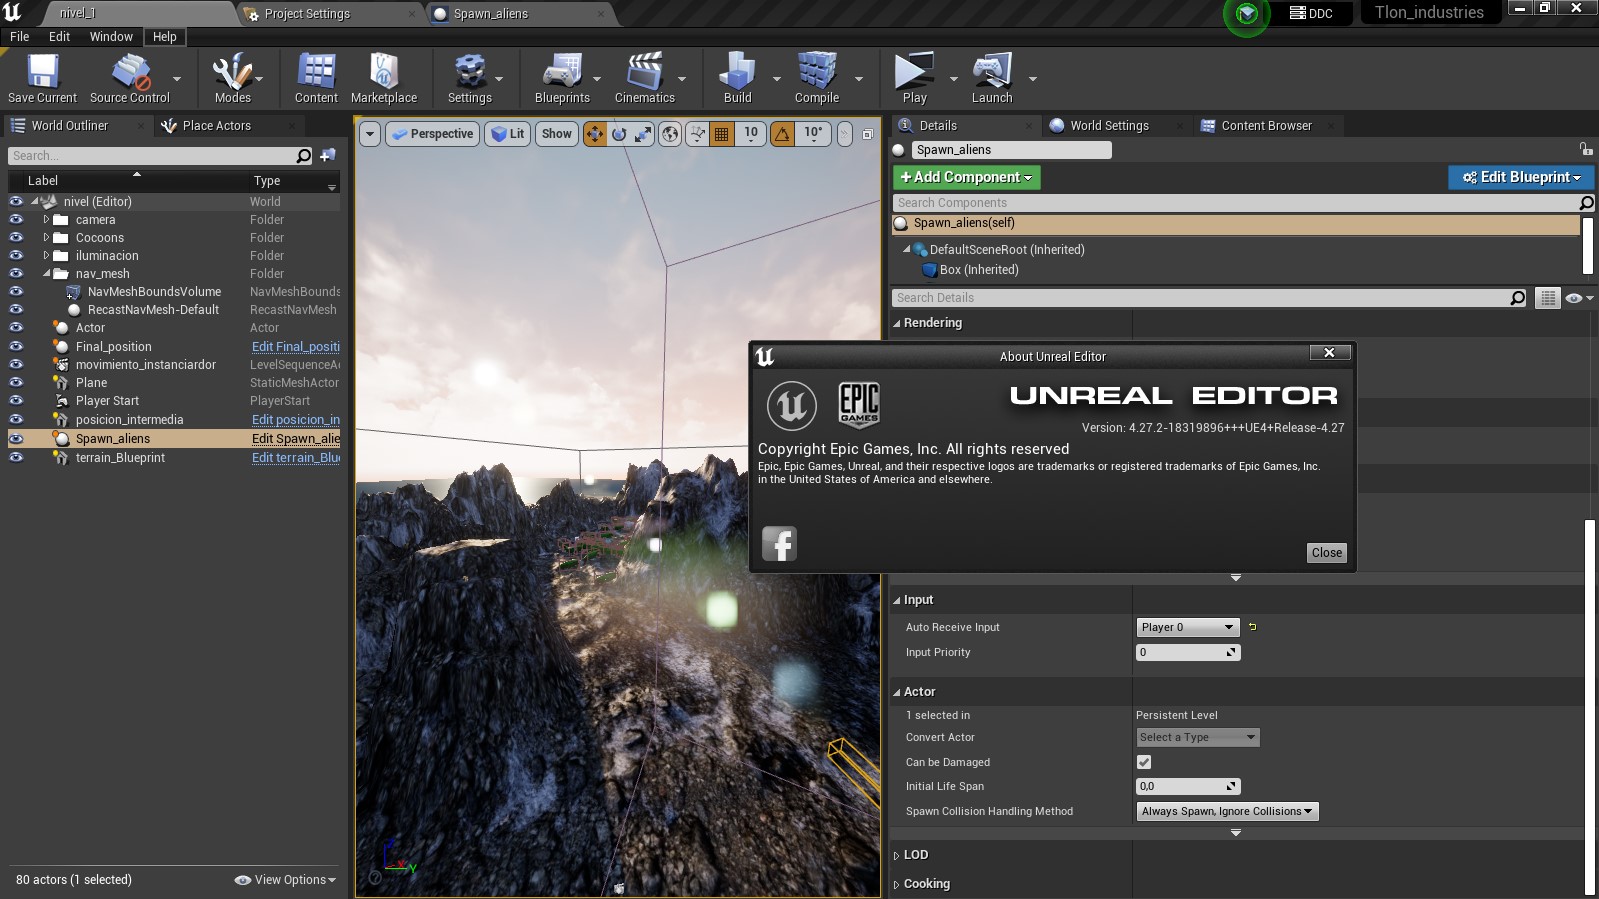 nivel_1
Project Settings
Spawn_aliens
DDC
Tlon_industries
File
Edit
Window
Help
Save Current
Source Control
Modes
Content
Marketplace
Settings
Blueprints
Cinematics
Build
Compile
Play
Launch
World Outliner
Place Actors
Search...
Label
Type
nivel (Editor)
World
camera
Folder
Cocoons
Folder
iluminacion
Folder
nav_mesh
Folder
NavMeshBoundsVolume
NavMeshBounds
RecastNavMesh-Default
RecastNavMesh
Actor
Actor
Final_position
Edit Final_positi
movimiento_instanciardor
LevelSequenceA
Plane
StaticMeshActor
Player Start
PlayerStart
posicion_intermedia
Edit posicion_in
Spawn_aliens
Edit Spawn_alie
terrain_Blueprint
Edit terrain_Blu
80 actors (1 selected)
View Options
Perspective
Lit
Show
10
10°
X
Y
Details
World Settings
Content Browser
Spawn_aliens
+Add Component
Edit Blueprint
Search Components
Spawn_aliens(self)
DefaultSceneRoot (Inherited)
Box (Inherited)
Search Details
Rendering
About Unreal Editor
EPIC
GAMES
UNREAL EDITOR
Version: 4.27.2-18319896+++UE4+Release-4.27
Copyright Epic Games, Inc. All rights reserved
Epic, Epic Games, Unreal, and their respective logos are trademarks or registered trademarks of Epic Games, Inc.
in the United States of America and elsewhere.
Close
Input
Auto Receive Input
Player 0
Input Priority
0
Actor
1 selected in
Persistent Level
Convert Actor
Select a Type
Can be Damaged
Initial Life Span
0,0
Spawn Collision Handling Method
Always Spawn, Ignore Collisions
LOD
Cooking